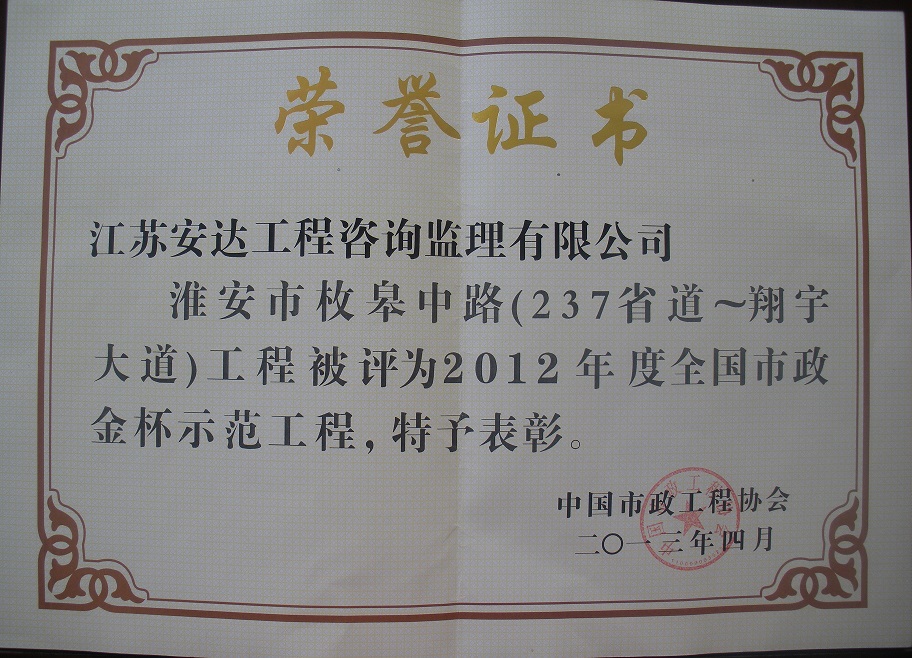 荣誉证书
江苏安达工程咨询监理有限公司
淮安市枚皋中路(237省道～翔宇
大道)工程被评为2012年度全国市政
金杯示范工程，特予表彰。
中国市政工程协会
二〇一三年四月